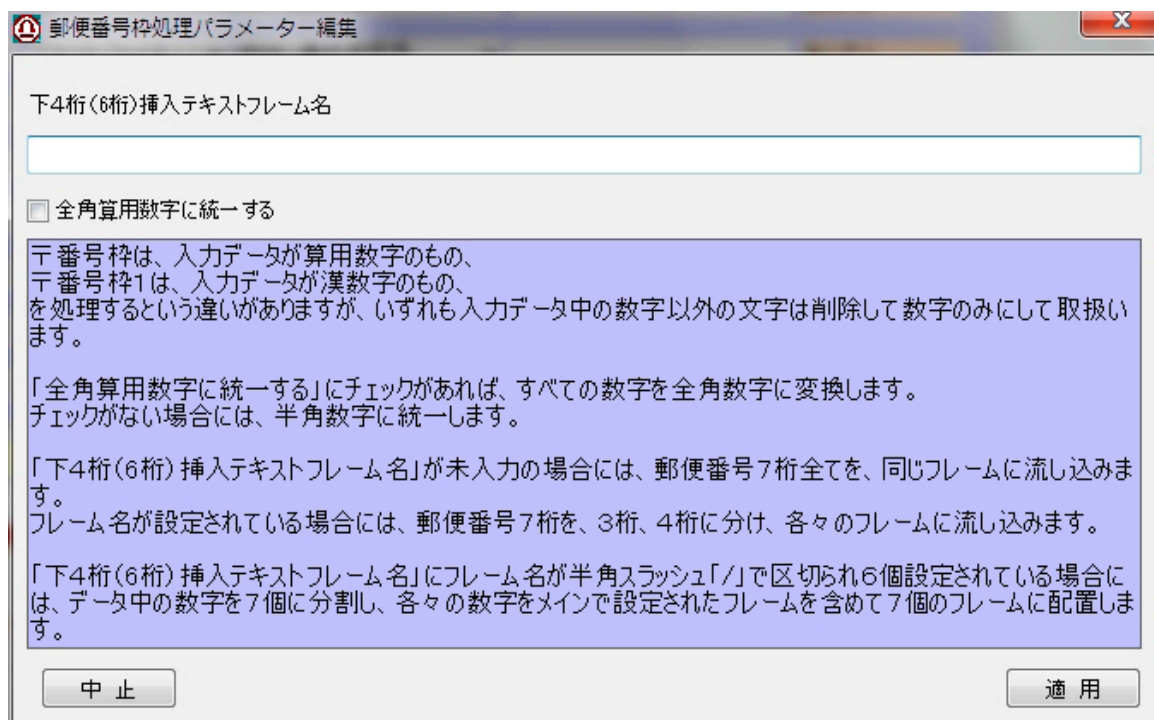 郵便番号枠処理パラメーター編集
下4桁(6桁)挿入テキストフレーム名
全角算用数字に統一する
〒番号枠は、入力データが算用数字のもの、
〒番号枠1は、入力データが漢数字のもの、
を処理するという違いがありますが、いずれも入力データ中の数字以外の文字は削除して数字のみにして取扱い
ます。
「全角算用数字に統一する」にチェックがあれば、すべての数字を全角数字に変換します。
チェックがない場合には、半角数字に統一します。
「下4桁(6桁)挿入テキストフレーム名」が未入力の場合には、郵便番号7桁全てを、同じフレームに流し込みま
す。
フレーム名が設定されている場合には、郵便番号7桁を、3桁、4桁に分け、各々のフレームに流し込みます。
「下4桁(6桁)挿入テキストフレーム名」にフレーム名が半角スラッシュ「/」で区切られ6個設定されている場合に
は、データ中の数字を7個に分割し、各々の数字をメインで設定されたフレームを含めて7個のフレームに配置しま
す。
中 止
適 用